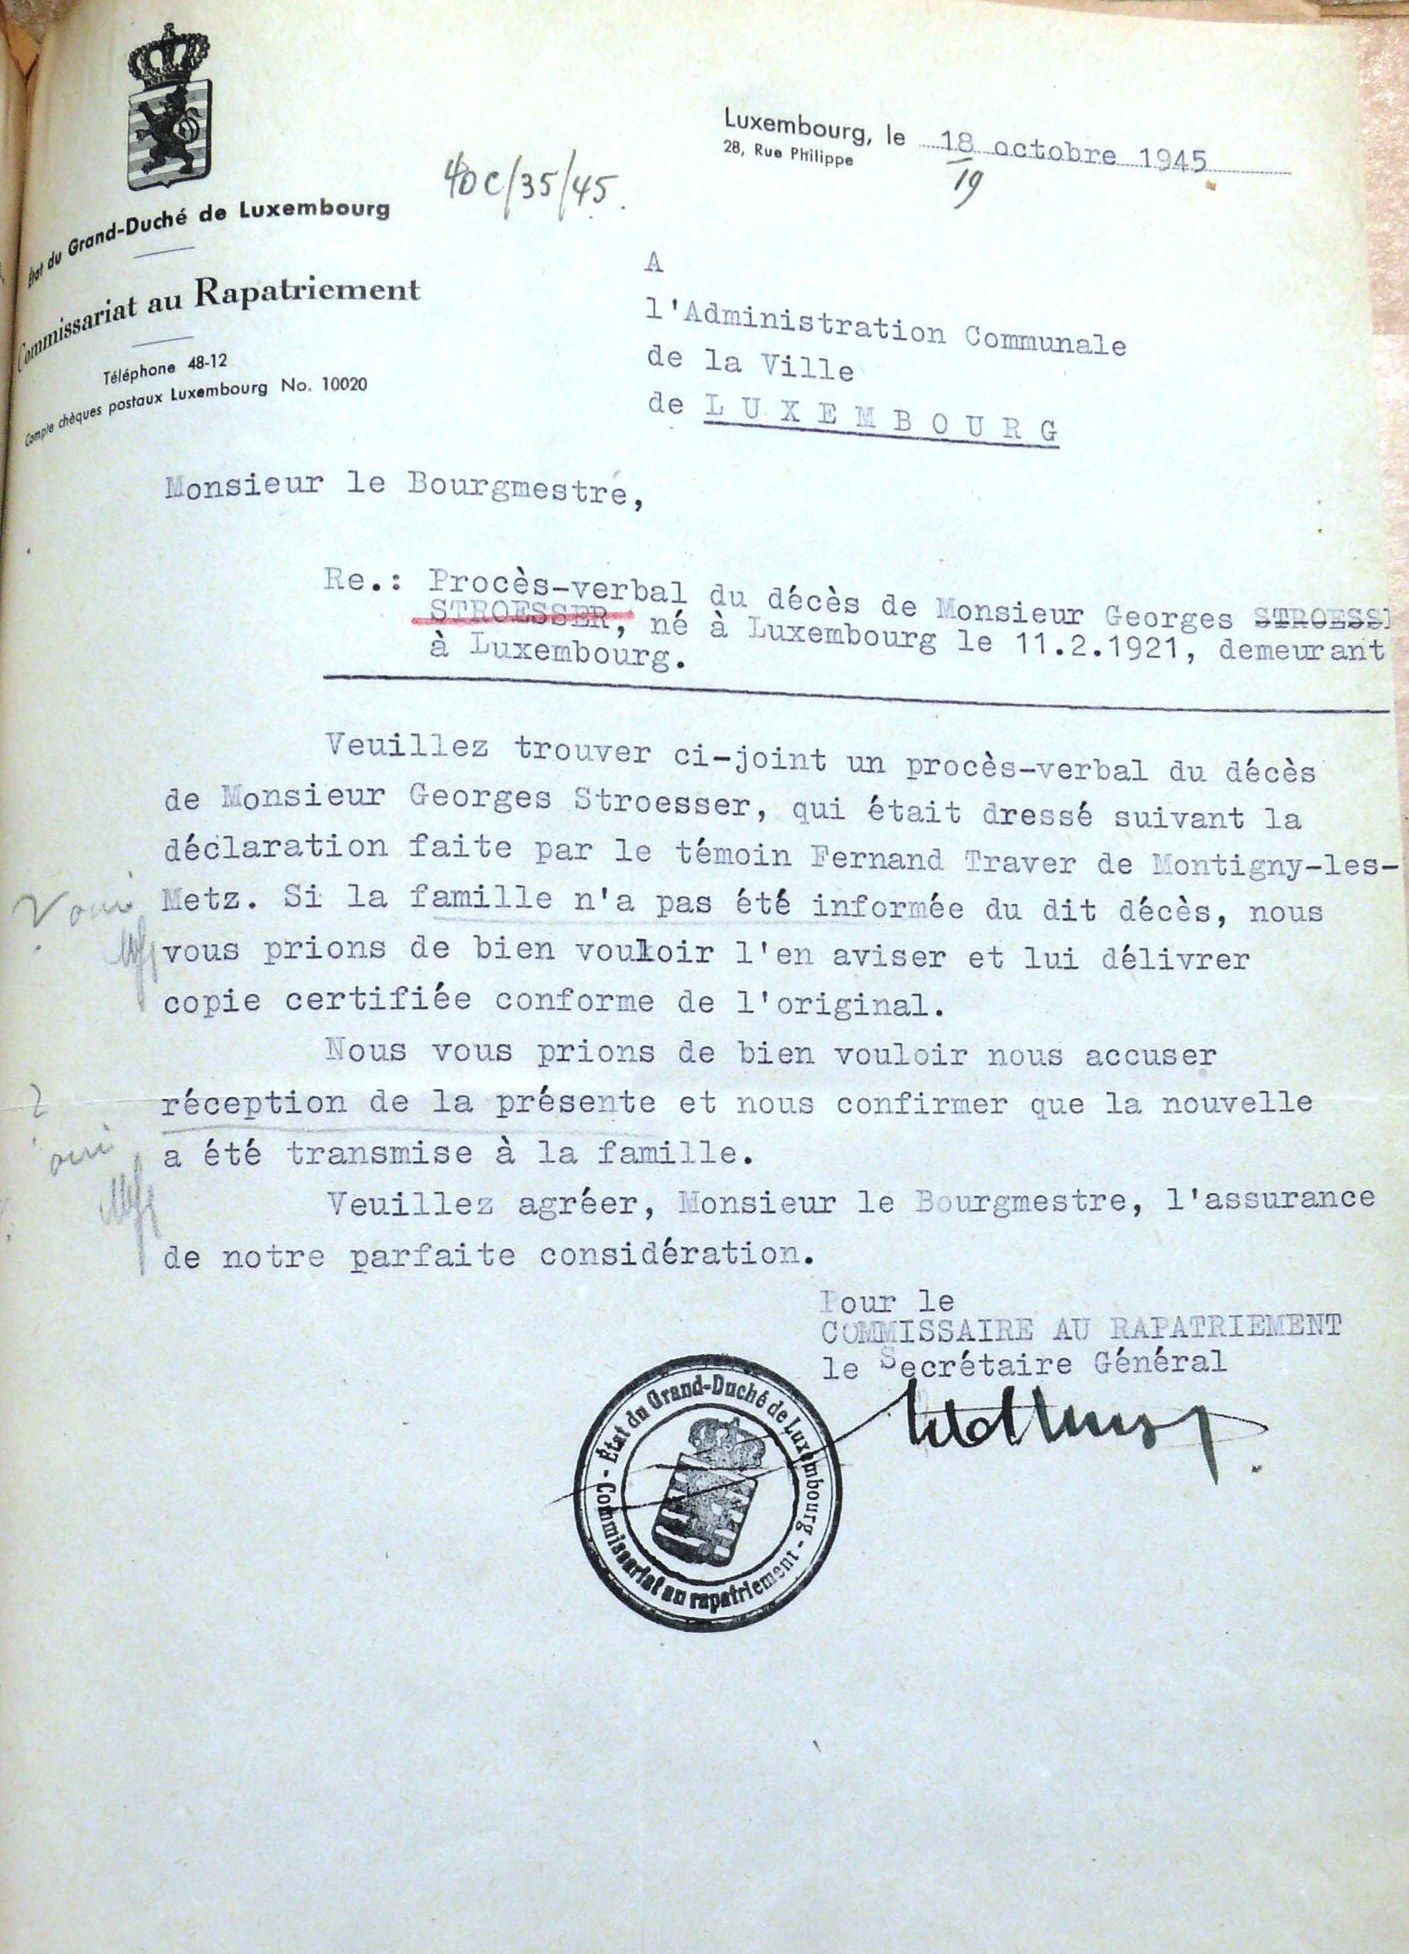 Luxembourg, le 18 octobre 1945
28, Rue Philippe
19
40c/35/45.
État du Grand-Duché de Luxembourg
Commissariat au Rapatriement
Téléphone 48-12
Compte chèques postaux Luxembourg No. 10020
A
l'Administration Communale
de la Ville
de LUXEMBOURG
Monsieur le Bourgmestre,
Re.: Procès-verbal du décès de Monsieur Georges STROESS
STROESSER, né à Luxembourg le 11.2.1921, demeurant
à Luxembourg.
Veuillez trouver ci-joint un procès-verbal du décès
de Monsieur Georges Stroesser, qui était dressé suivant la
déclaration faite par le témoin Fernand Traver de Montigny-les-
? oui Metz. Si la famille n'a pas été informée du dit décès, nous
vous prions de bien vouloir l'en aviser et lui délivrer
copie certifiée conforme de l'original.
Nous vous prions de bien vouloir nous accuser
? réception de la présente et nous confirmer que la nouvelle
oui a été transmise à la famille.
Veuillez agréer, Monsieur le Bourgmestre, l'assurance
de notre parfaite considération.
Pour le
COMMISSAIRE AU RAPATRIEMENT
le Secrétaire Général
État du Grand-Duché de Luxembourg - Commissariat au rapatriement -